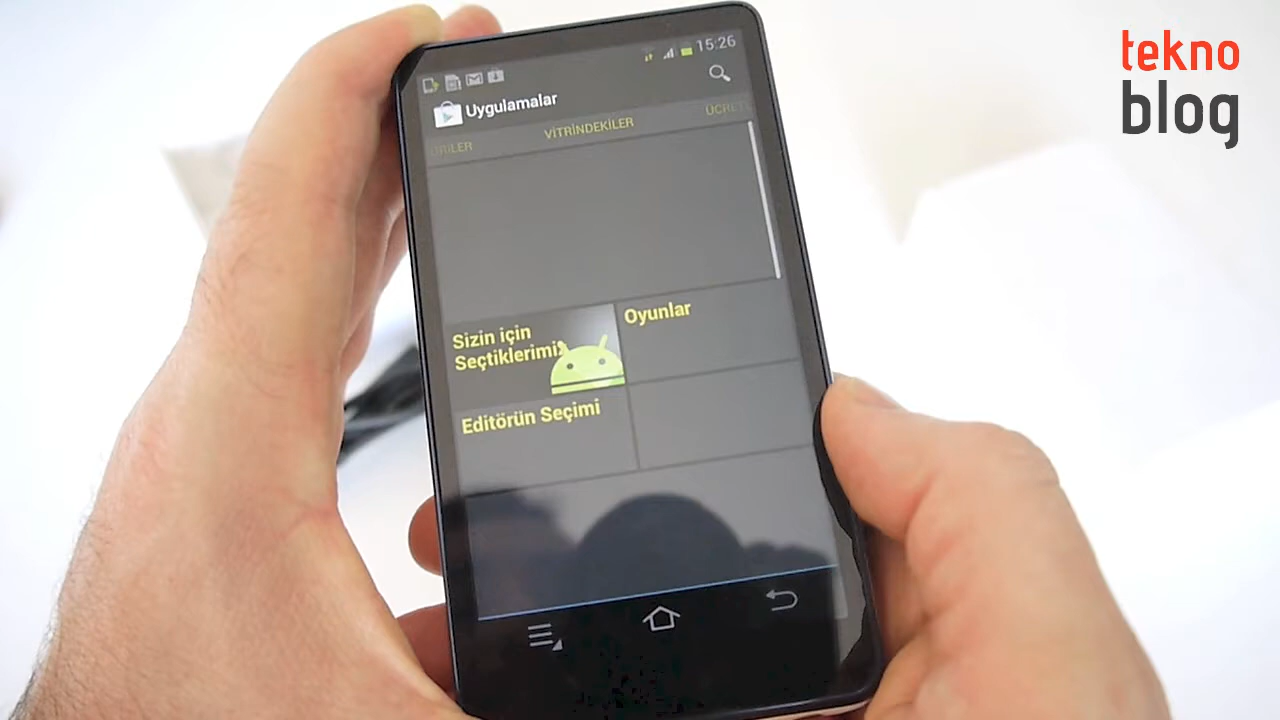 tekno
blog
15:26
Uygulamalar
VİTRİNDEKİLER
Sizin için
Seçtiklerimiz
Oyunlar
Editörün Seçimi